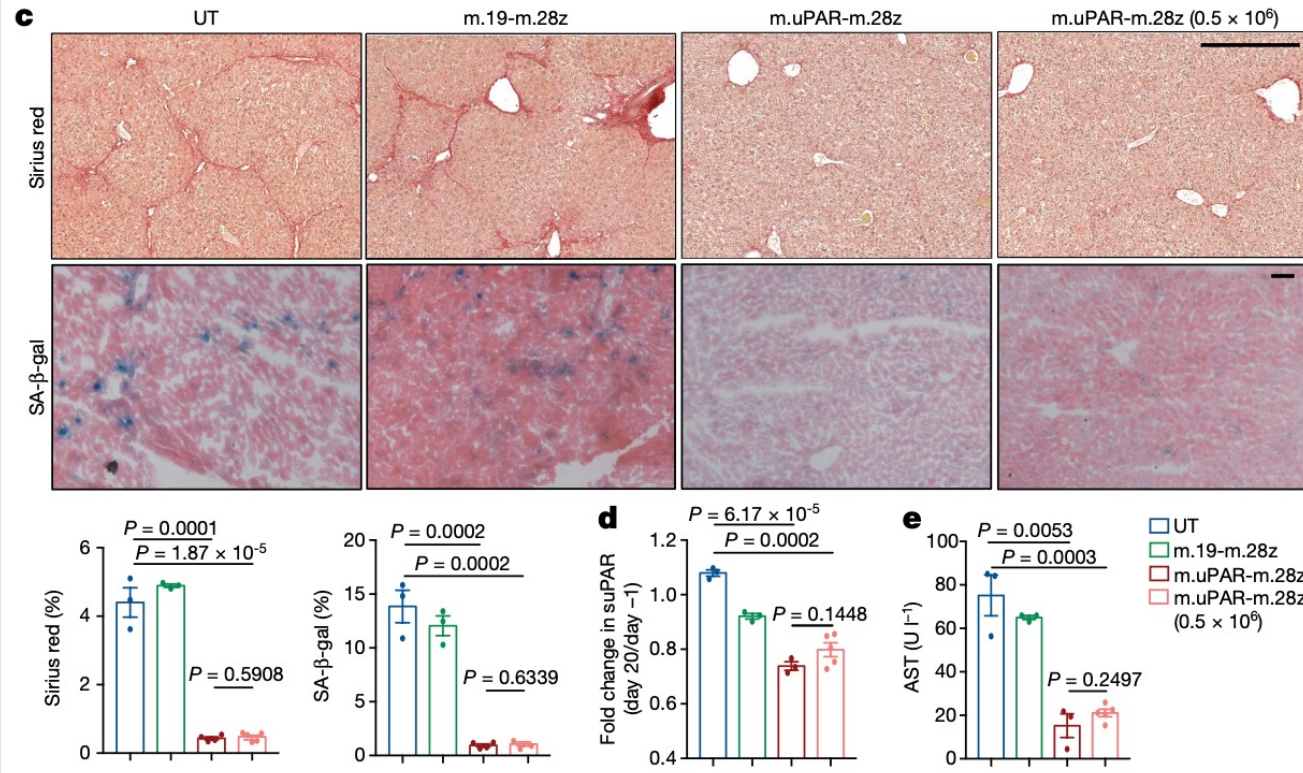 c
UT
m.19-m.28z
m.uPAR-m.28z
m.uPAR-m.28z (0.5 × 10⁶)
Sirius red
SA-β-gal
P = 0.0001
P = 1.87 × 10⁻⁵
P = 0.5908
Sirius red (%)
6
4
2
0
P = 0.0002
P = 0.0002
P = 0.6339
SA-β-gal (%)
20
15
10
5
0
d
P = 6.17 × 10⁻⁵
P = 0.0002
P = 0.1448
Fold change in suPAR
(day 20/day –1)
1.2
1.0
0.8
0.6
0.4
e
P = 0.0053
P = 0.0003
P = 0.2497
AST (U l⁻¹)
100
80
60
40
20
0
UT
m.19-m.28z
m.uPAR-m.28z
m.uPAR-m.28z
(0.5 × 10⁶)